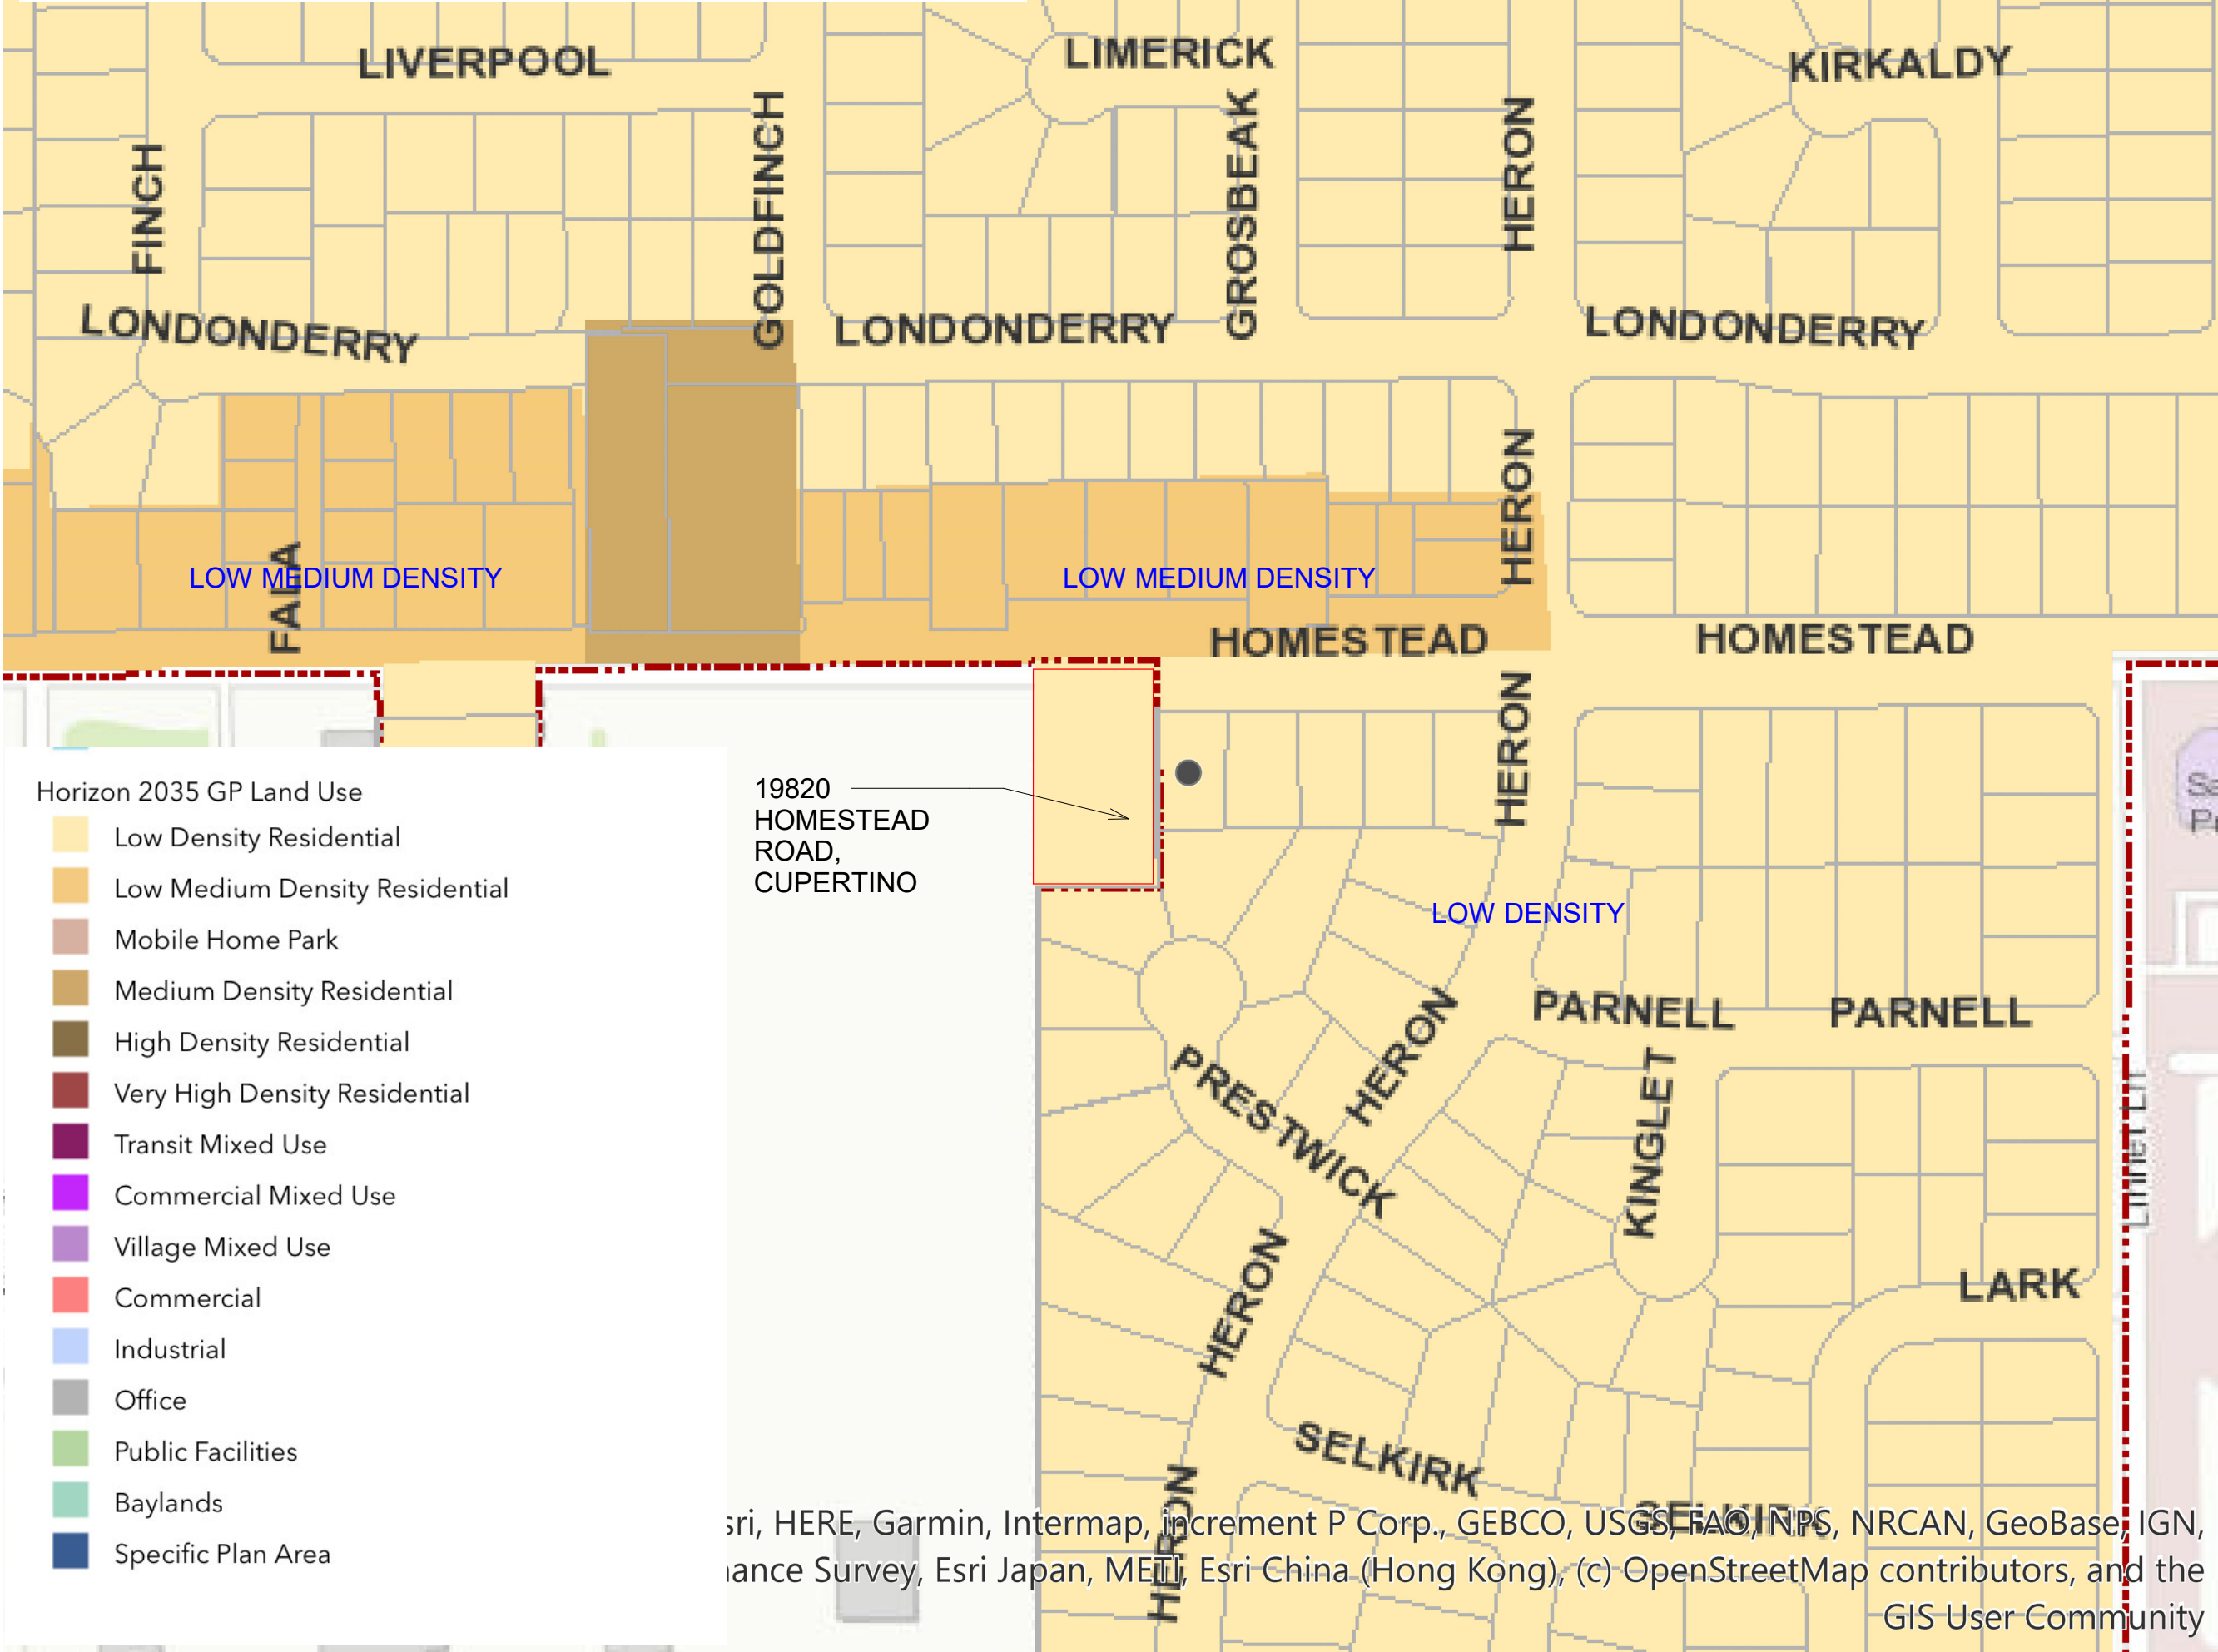 LIVERPOOL
LIMERICK
KIRKALDY
FINCH
GOLDFINCH
GROSBEAK
HERON
LONDONDERRY
LONDONDERRY
LONDONDERRY
HERON
LOW MEDIUM DENSITY
LOW MEDIUM DENSITY
FALLA
HOMESTEAD
HOMESTEAD
HERON
19820
HOMESTEAD
ROAD,
CUPERTINO
LOW DENSITY
PARNELL
PARNELL
HERON
PRESTWICK
KINGLET
Linnet Ln
HERON
LARK
SELKIRK
SELKIRK
HERON
Horizon 2035 GP Land Use
Low Density Residential
Low Medium Density Residential
Mobile Home Park
Medium Density Residential
High Density Residential
Very High Density Residential
Transit Mixed Use
Commercial Mixed Use
Village Mixed Use
Commercial
Industrial
Office
Public Facilities
Baylands
Specific Plan Area
sri, HERE, Garmin, Intermap, increment P Corp., GEBCO, USGS, FAO, NPS, NRCAN, GeoBase, IGN,
nance Survey, Esri Japan, METI, Esri China (Hong Kong), (c) OpenStreetMap contributors, and the
GIS User Community